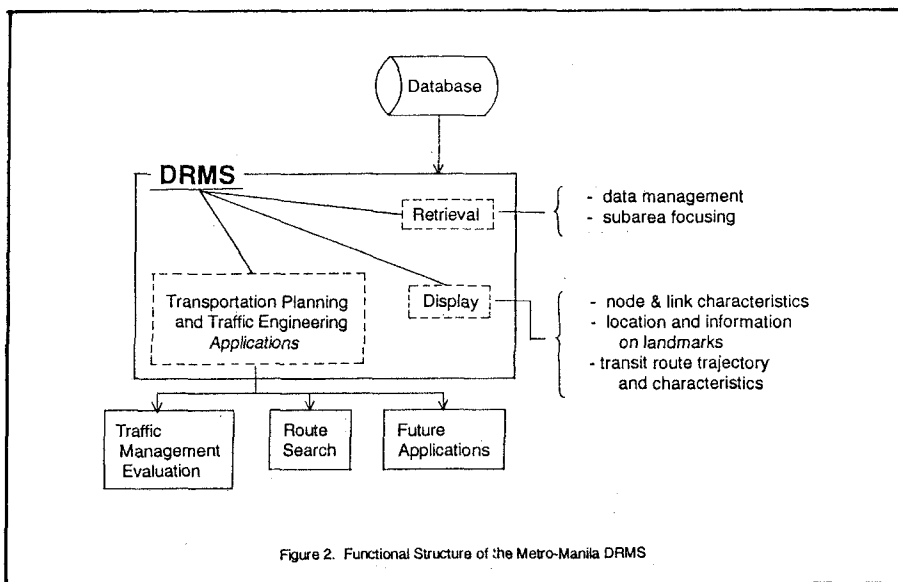 Database
DRMS
Retrieval
- data management
- subarea focusing
Transportation Planning
and Traffic Engineering
Applications
Display
- node & link characteristics
- location and information
on landmarks
- transit route trajectory
and characteristics
Traffic
Management
Evaluation
Route
Search
Future
Applications
Figure 2. Functional Structure of the Metro-Manila DRMS